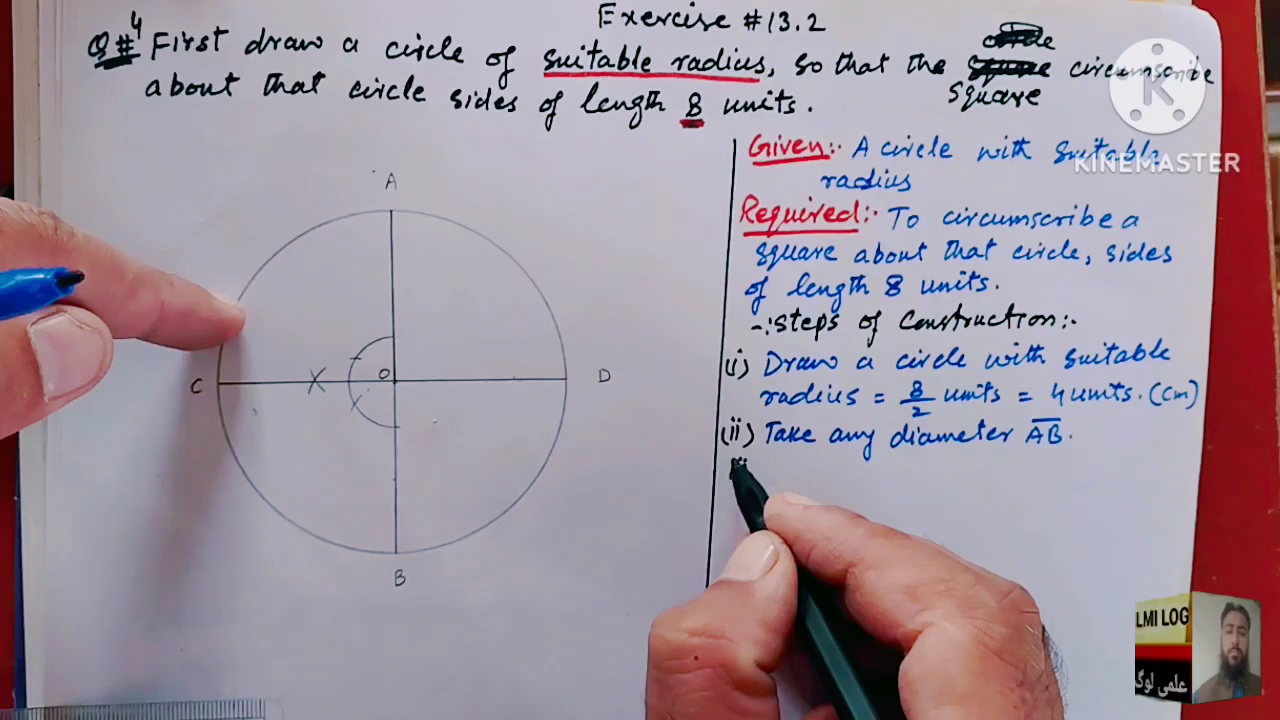 Exercise #13.2
Q#4 First draw a circle of suitable radius, so that the square circumscribe
about that circle sides of length 8 units.
KINEMASTER
Given:- A circle with suitable
radius
Required:- To circumscribe a
square about that circle, sides
of length 8 units.
-:steps of construction:-
(i) Draw a circle with suitable
radius = 8/2 units = 4 units. (cm)
(ii) Take any diameter AB.
A
C
O
D
B
LMI LOG
علمی لوگ